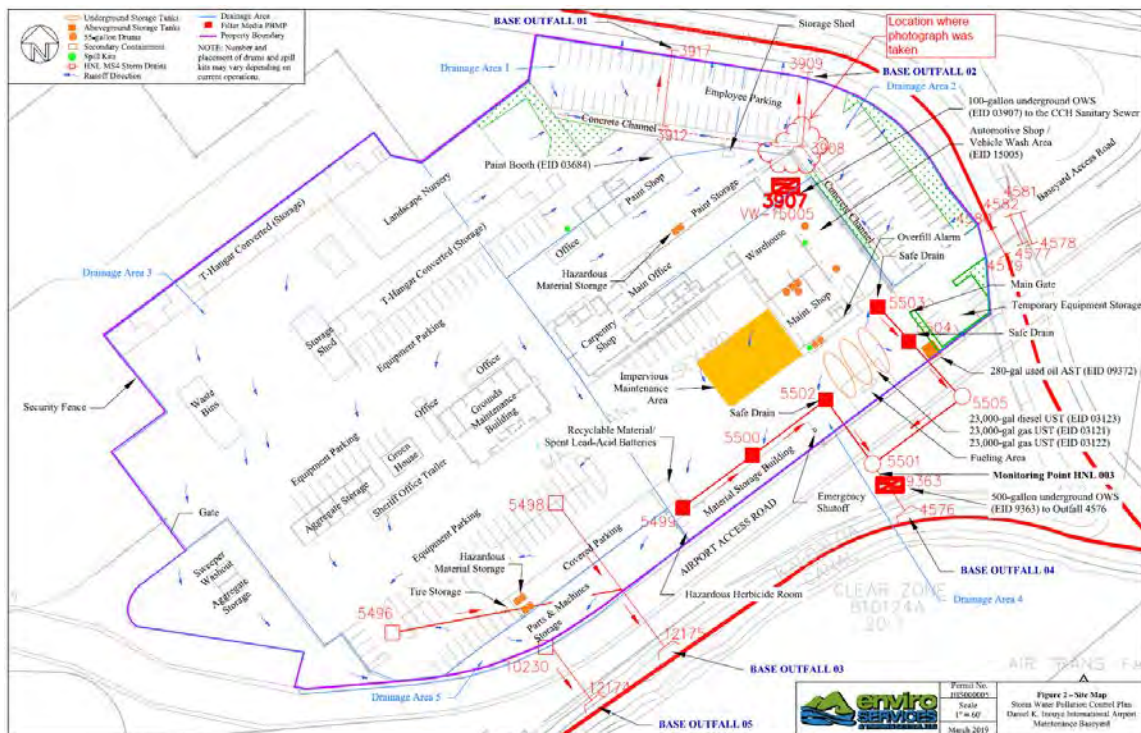 Underground Storage Tanks
Aboveground Storage Tanks
55-gallon Drums
Secondary Containment
Spill Kits
HNL MS4 Storm Drains
Runoff Direction
Drainage Area
Filter Media PBMP
Property Boundary
NOTE: Number and
placement of drums and spill
kits may vary depending on
current operations.
N
BASE OUTFALL 01
3917
Storage Shed
Location where
photograph was
taken
3909
BASE OUTFALL 02
Drainage Area 1
Drainage Area 2
Employee Parking
100-gallon underground OWS
(EID 03907) to the CCH Sanitary Sewer
Concrete Channel
3912
3908
Automotive Shop /
Vehicle Wash Area
(EID 15005)
Paint Booth (EID 03684)
3907
VW-15005
Baseyard Access Road
4581
4582
4580
4578
4577
4579
Landscape Nursery
Paint Shop
Paint Storage
Concrete Channel
Overfill Alarm
Safe Drain
Office
Warehouse
T-Hangar Converted (Storage)
T-Hangar Converted (Storage)
Drainage Area 3
Hazardous
Material Storage
Main Office
Maint. Shop
Main Gate
5503
Temporary Equipment Storage
Carpentry
Shop
5504
Safe Drain
Storage
Shed
Equipment Parking
280-gal used oil AST (EID 09372)
Impervious
Maintenance
Area
Office
5502
5505
Security Fence
Waste
Bins
Office
Grounds
Maintenance
Building
Safe Drain
23,000-gal diesel UST (EID 03123)
23,000-gal gas UST (EID 03121)
23,000-gal gas UST (EID 03122)
Recyclable Material/
Spent Lead-Acid Batteries
5500
Fueling Area
Green
House
Equipment Parking
Aggregate Storage
Sheriff Office Trailer
5501
Monitoring Point HNL 003
Material Storage Building
9363
500-gallon underground OWS
(EID 9363) to Outfall 4576
5498
5499
Emergency
Shutoff
4576
Gate
Equipment Parking
Covered Parking
AIRPORT ACCESS ROAD
Sweeper
Washout
Aggregate
Storage
Hazardous
Material Storage
Tire Storage
Hazardous Herbicide Room
BASE OUTFALL 04
CLEAR ZONE
Drainage Area 4
5496
Parts & Machines
Storage
12175
10230
BASE OUTFALL 03
AIR TRANS
Drainage Area 5
12174
BASE OUTFALL 05
enviro
SERVICES
Permit No.
Scale
1" = 60'
March 2019
Figure 2 – Site Map
Storm Water Pollution Control Plan
Daniel K. Inouye International Airport
Maintenance Baseyard